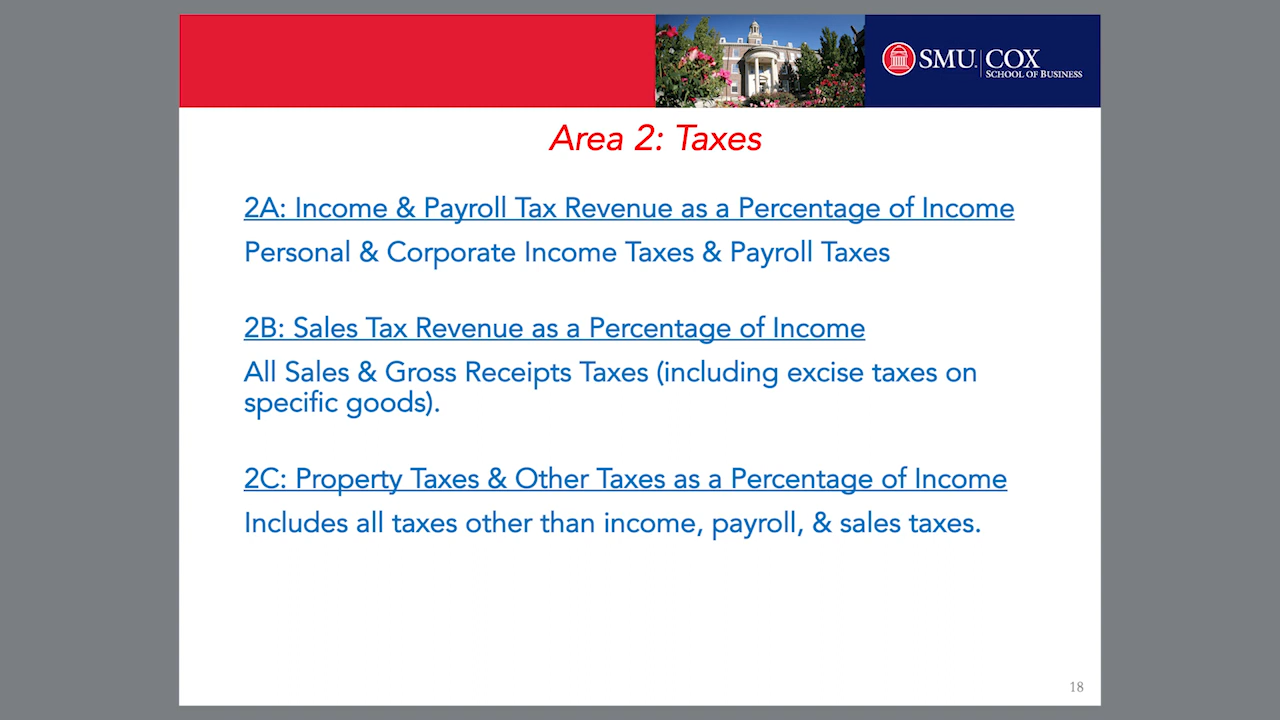 SMU. COX
SCHOOL OF BUSINESS
Area 2: Taxes
2A: Income & Payroll Tax Revenue as a Percentage of Income
Personal & Corporate Income Taxes & Payroll Taxes
2B: Sales Tax Revenue as a Percentage of Income
All Sales & Gross Receipts Taxes (including excise taxes on
specific goods).
2C: Property Taxes & Other Taxes as a Percentage of Income
Includes all taxes other than income, payroll, & sales taxes.
18